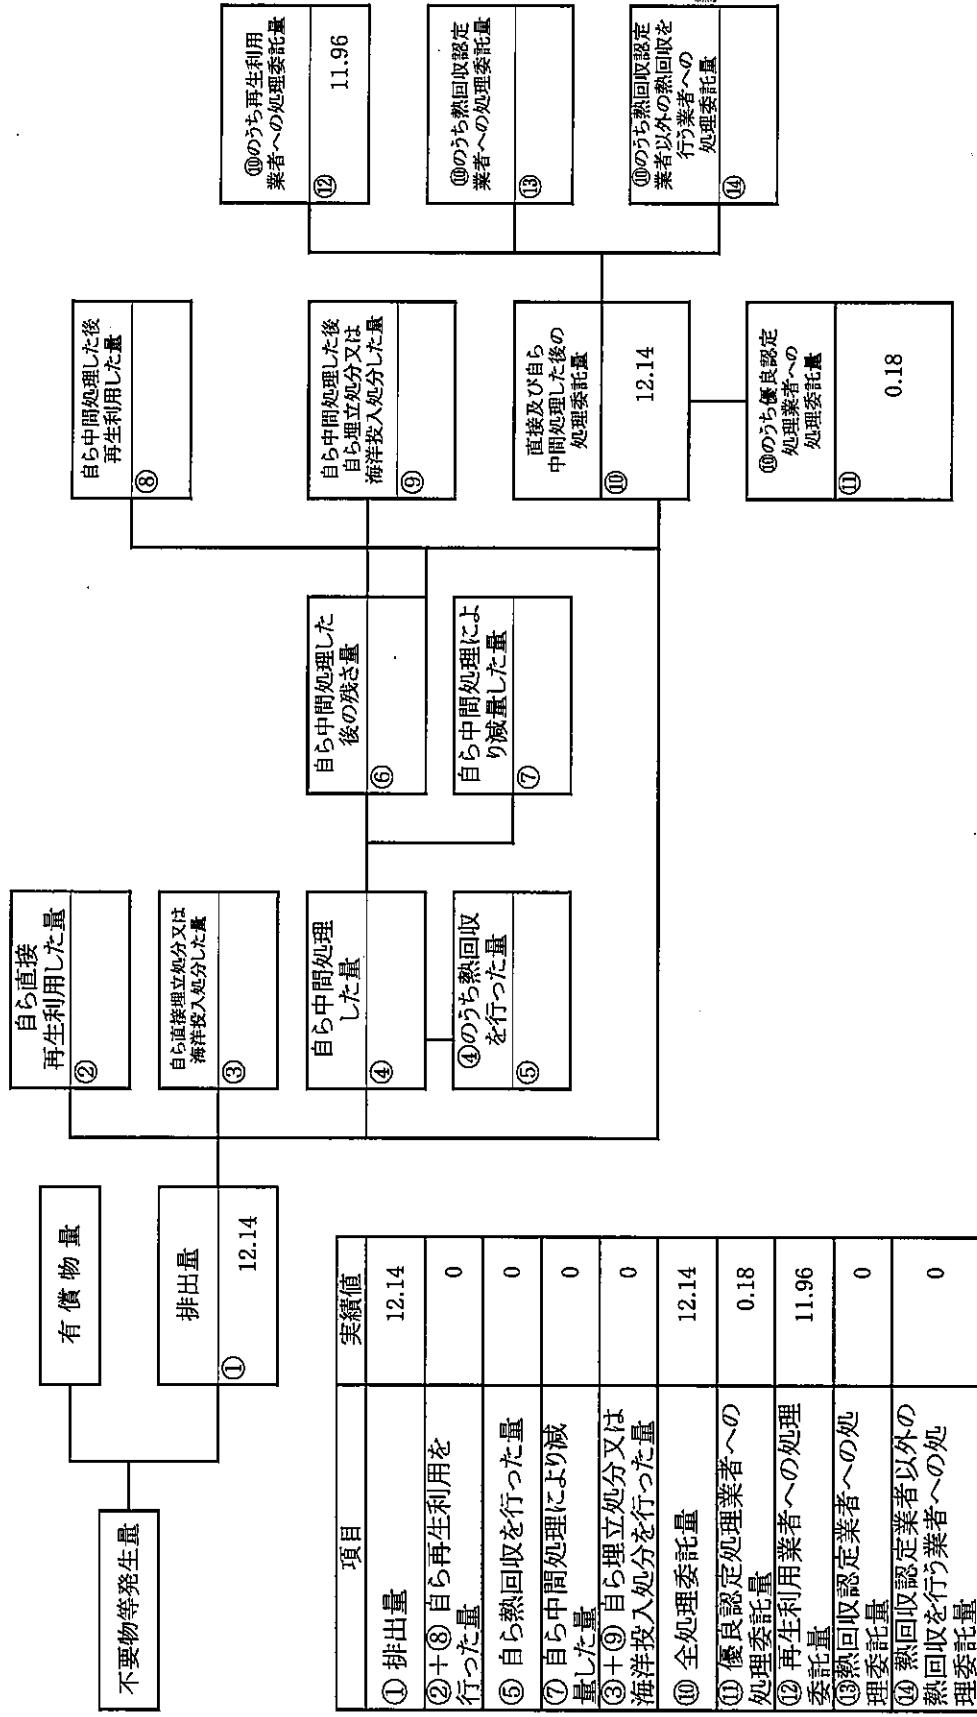 不要物等発生量
有償物量
排出量
①
12.14
自ら直接
再生利用した量
②
自ら直接埋立処分又は
海洋投入処分した量
③
自ら中間処理
した量
④
④のうち熱回収
を行った量
⑤
自ら中間処理した
後の残さ量
⑥
自ら中間処理によ
り減量した量
⑦
自ら中間処理した後
再生利用した量
⑧
自ら中間処理した後
自ら埋立処分又は
海洋投入処分した量
⑨
直接及び自ら
中間処理した後の
処理委託量
⑩
12.14
⑩のうち優良認定
処理業者への
処理委託量
⑪
0.18
⑩のうち再生利用
業者への処理委託量
⑫
11.96
⑩のうち熱回収認定
業者への処理委託量
⑬
⑩のうち熱回収認定
業者以外の熱回収を
行う業者への
処理委託量
⑭
項目 実績値
① 排出量 12.14
②+⑧ 自ら再生利用を
行った量 0
⑤ 自ら熱回収を行った量 0
⑦ 自ら中間処理により減
量した量 0
③+⑨ 自ら埋立処分又は
海洋投入処分を行った量 0
⑩ 全処理委託量 12.14
⑪ 優良認定処理業者への
処理委託量 0.18
⑫ 再生利用業者への処理
委託量 11.96
⑬熱回収認定業者への処
理委託量 0
⑭ 熱回収認定業者以外の
熱回収を行う業者への処
理委託量 0